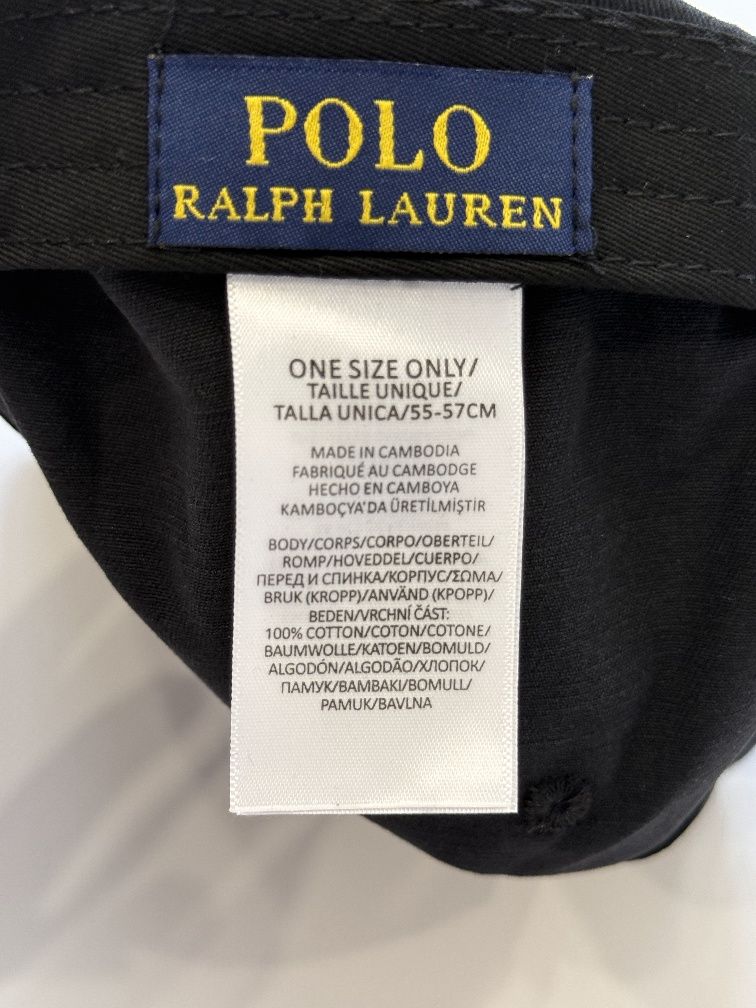 POLO
RALPH LAUREN
ONE SIZE ONLY/
TAILLE UNIQUE/
TALLA UNICA/55-57CM
MADE IN CAMBODIA
FABRIQUÉ AU CAMBODGE
HECHO EN CAMBOYA
KAMBOÇYA'DA ÜRETİLMİŞTİR
BODY/CORPS/CORPO/OBERTEIL/
ROMP/HOVEDDEL/CUERPO/
ПЕРЕД И СПИНКА/КОРПУС/ΣΩΜΑ/
BRUK (KROPP)/ANVÄND (KPOPP)/
BEDEN/VRCHNÍ ČÁST:
100% COTTON/COTON/COTONE/
BAUMWOLLE/KATOEN/BOMULD/
ALGODÓN/ALGODÃO/ХЛОПОК/
ПАМУК/ΒΑΜΒΑΚΙ/BOMULL/
PAMUK/BAVLNA